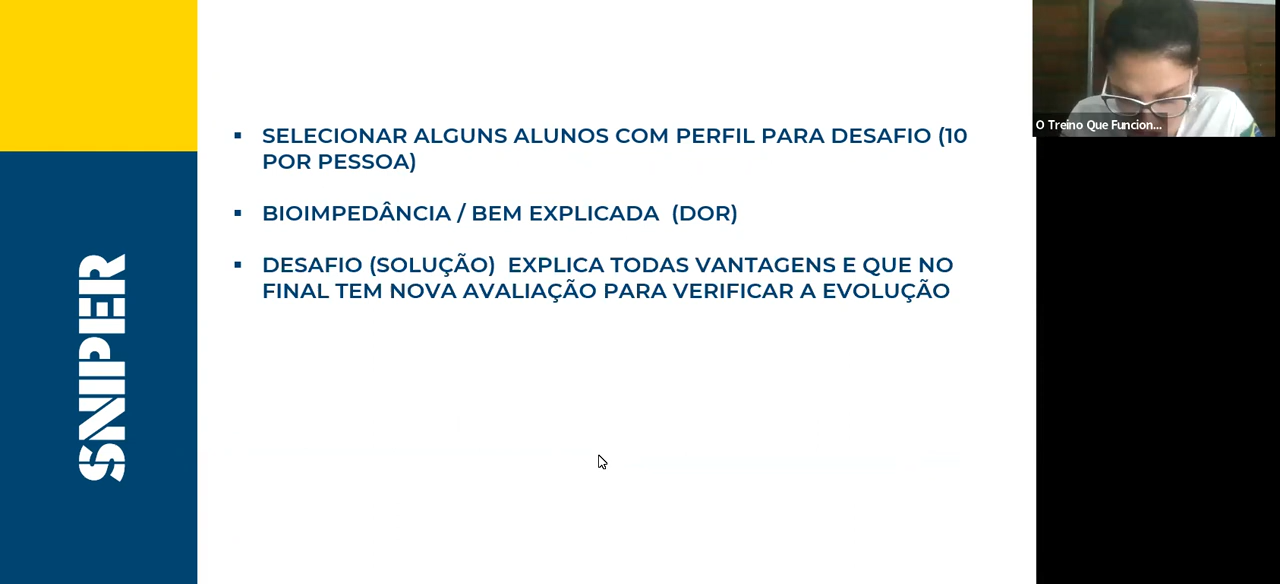 SNIPER
▪ SELECIONAR ALGUNS ALUNOS COM PERFIL PARA DESAFIO (10
POR PESSOA)
▪ BIOIMPEDÂNCIA / BEM EXPLICADA (DOR)
▪ DESAFIO (SOLUÇÃO) EXPLICA TODAS VANTAGENS E QUE NO
FINAL TEM NOVA AVALIAÇÃO PARA VERIFICAR A EVOLUÇÃO
O Treino Que Funcion...